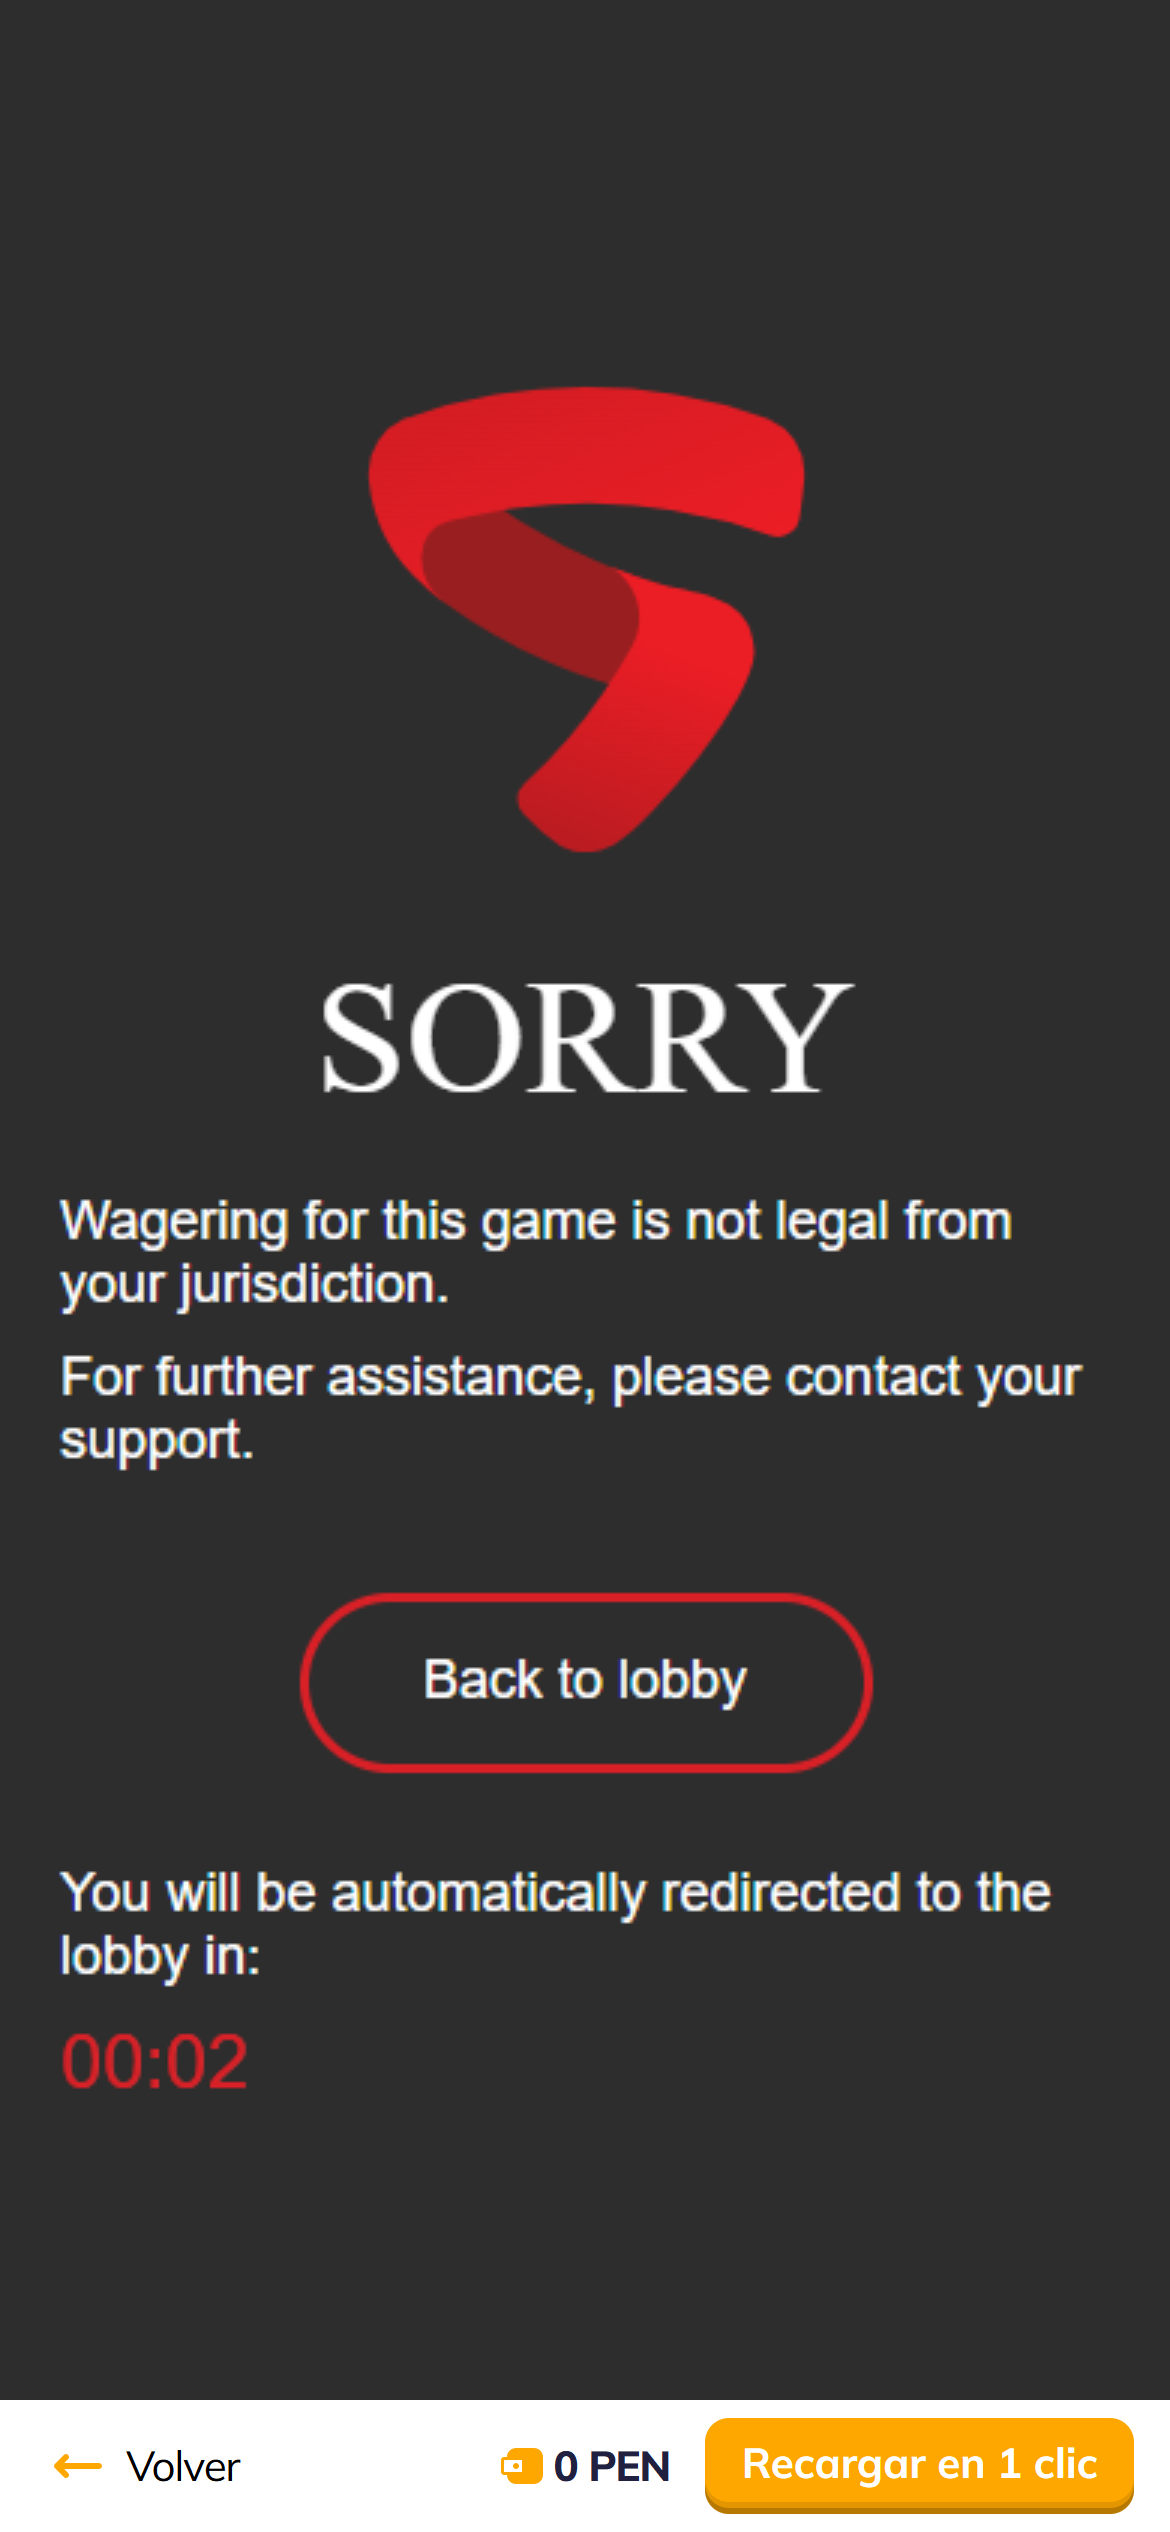 SORRY
Wagering for this game is not legal from
your jurisdiction.
For further assistance, please contact your
support.
Back to lobby
You will be automatically redirected to the
lobby in:
00:02
Volver
0 PEN
Recargar en 1 clic